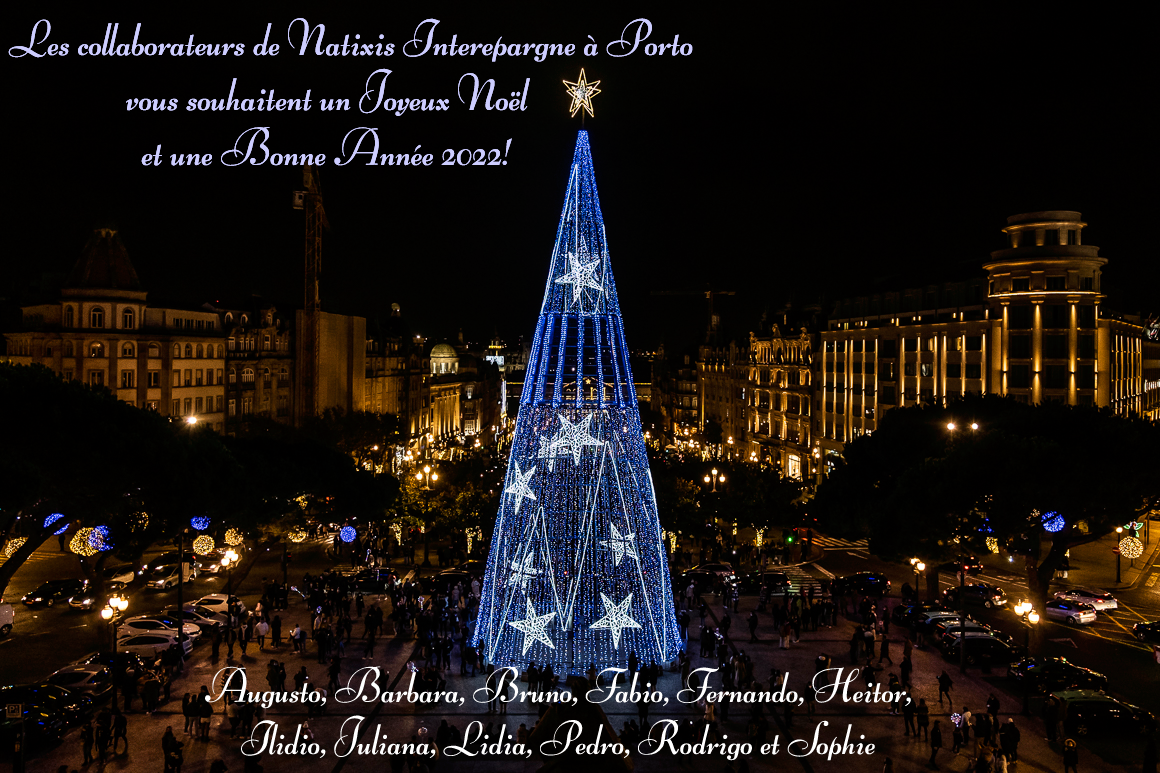 Les collaborateurs de Natixis Interepargne à Porto
vous souhaitent un Joyeux Noël
et une Bonne Année 2022!
Augusto, Barbara, Bruno, Fabio, Fernando, Heitor,
Ilidio, Juliana, Lidia, Pedro, Rodrigo et Sophie